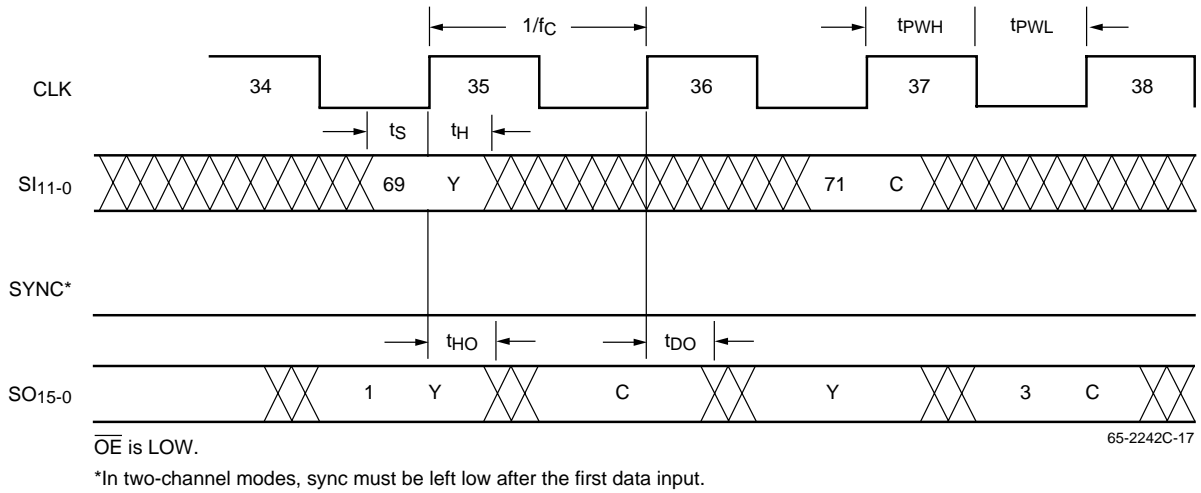 1/fC tPWH tPWL
CLK 34 35 36 37 38
tS tH
SI11-0 69 Y 71 C
SYNC*
tHO tDO
SO15-0 1 Y C Y 3 C
OE is LOW. 65-2242C-17
*In two-channel modes, sync must be left low after the first data input.